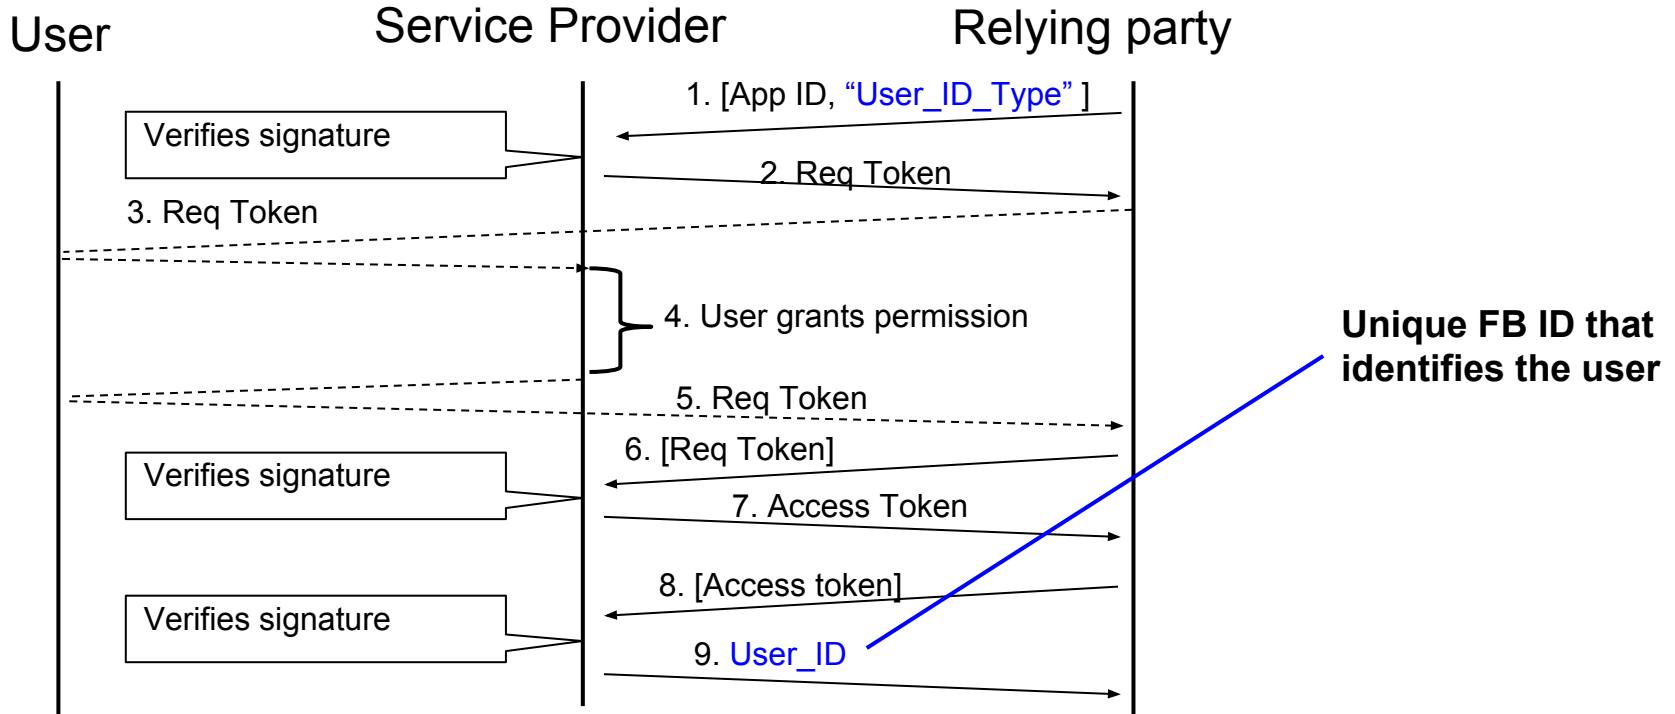 User
Service Provider
Relying party
1. [App ID, “User_ID_Type” ]
Verifies signature
2. Req Token
3. Req Token
4. User grants permission
Unique FB ID that
identifies the user
5. Req Token
6. [Req Token]
Verifies signature
7. Access Token
8. [Access token]
Verifies signature
9. User_ID